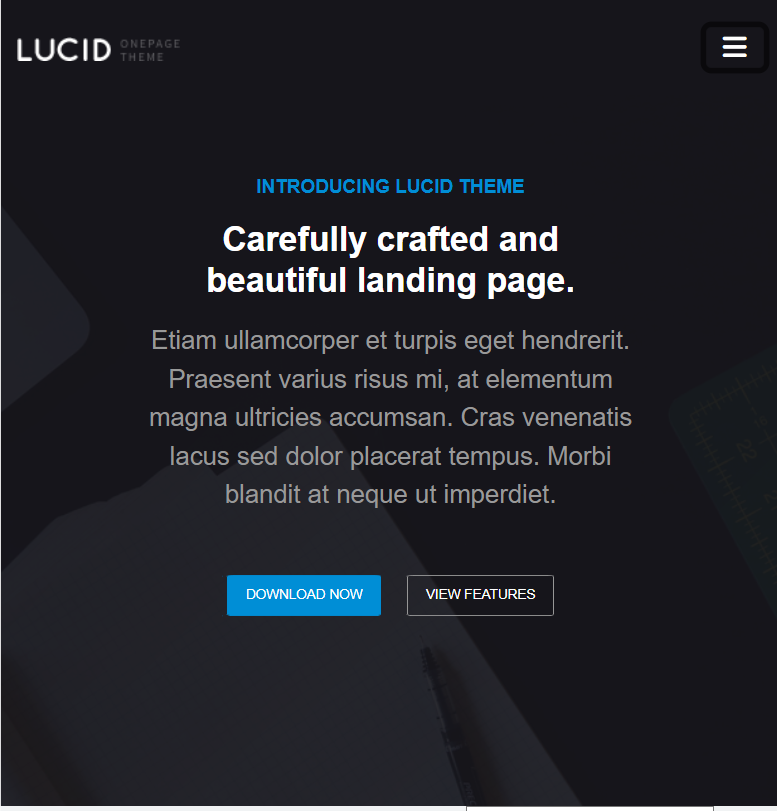 LUCID ONEPAGE
THEME
INTRODUCING LUCID THEME
Carefully crafted and
beautiful landing page.
Etiam ullamcorper et turpis eget hendrerit.
Praesent varius risus mi, at elementum
magna ultricies accumsan. Cras venenatis
lacus sed dolor placerat tempus. Morbi
blandit at neque ut imperdiet.
DOWNLOAD NOW VIEW FEATURES
22